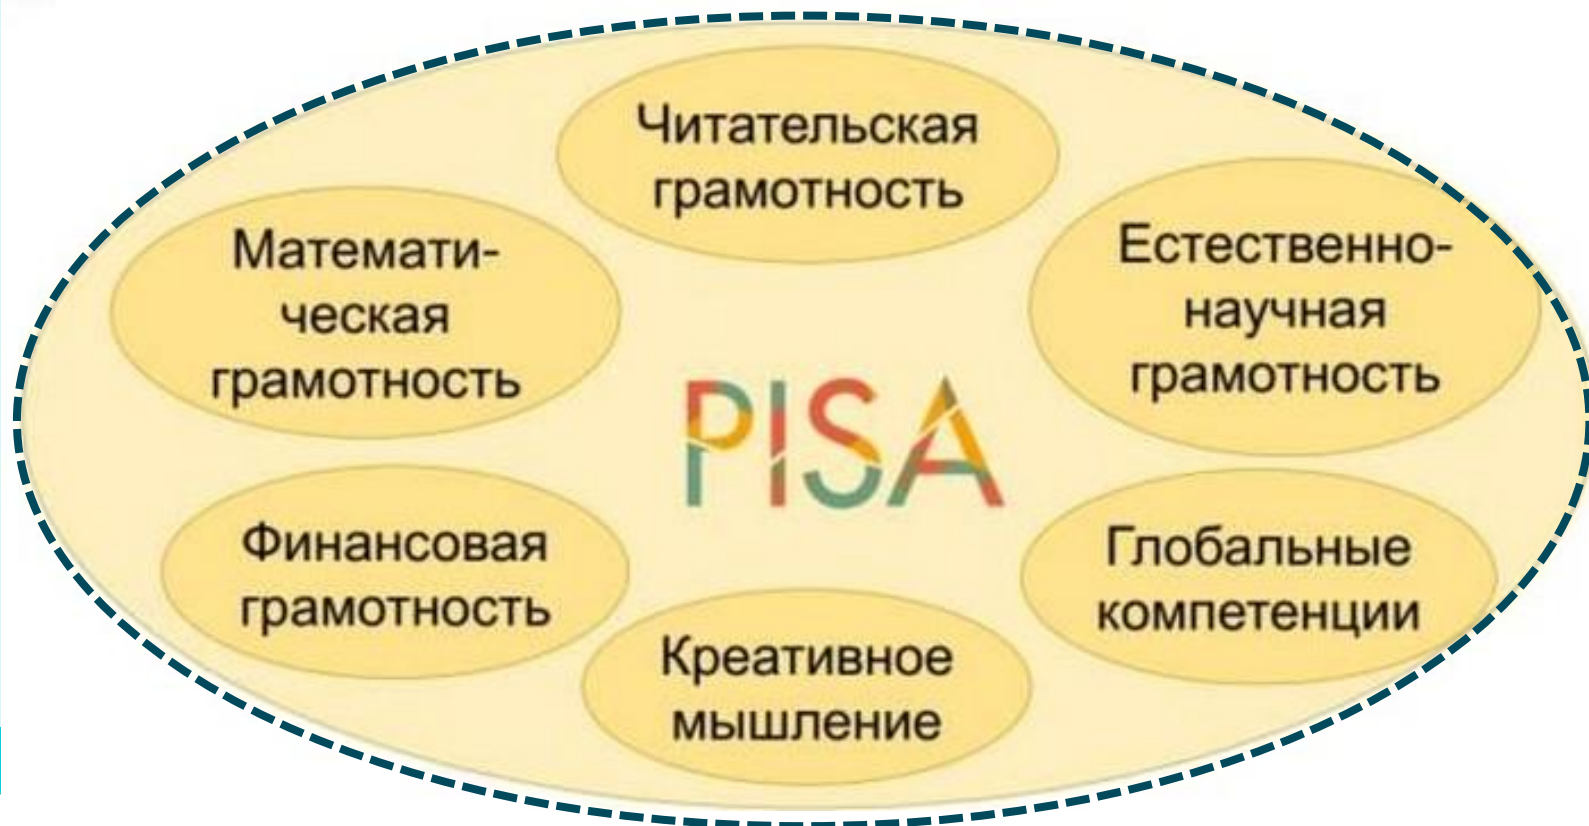 Читательская
грамотность
Математи-
ческая
грамотность
Естественно-
научная
грамотность
PISA
Финансовая
грамотность
Глобальные
компетенции
Креативное
мышление